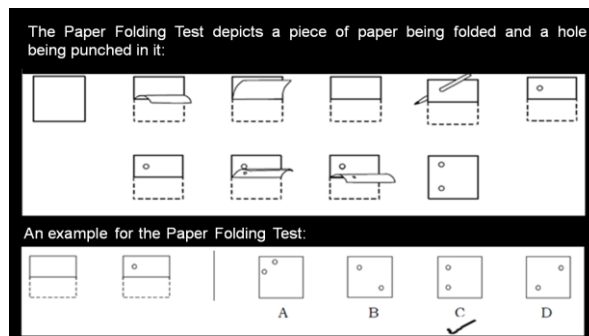 The Paper Folding Test depicts a piece of paper being folded and a hole
being punched in it:
An example for the Paper Folding Test:
A B C D